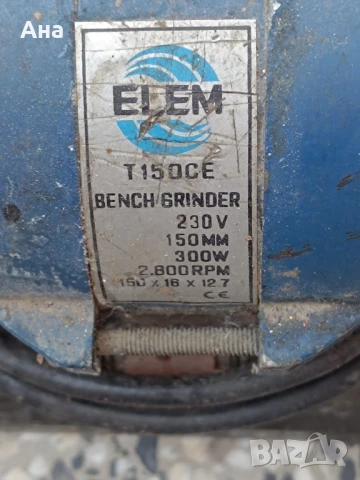 Ана
ELEM
T150CE
BENCH GRINDER
230V
150MM
300W
2.800RPM
150 x 16 x 12.7
CE
BAZAR